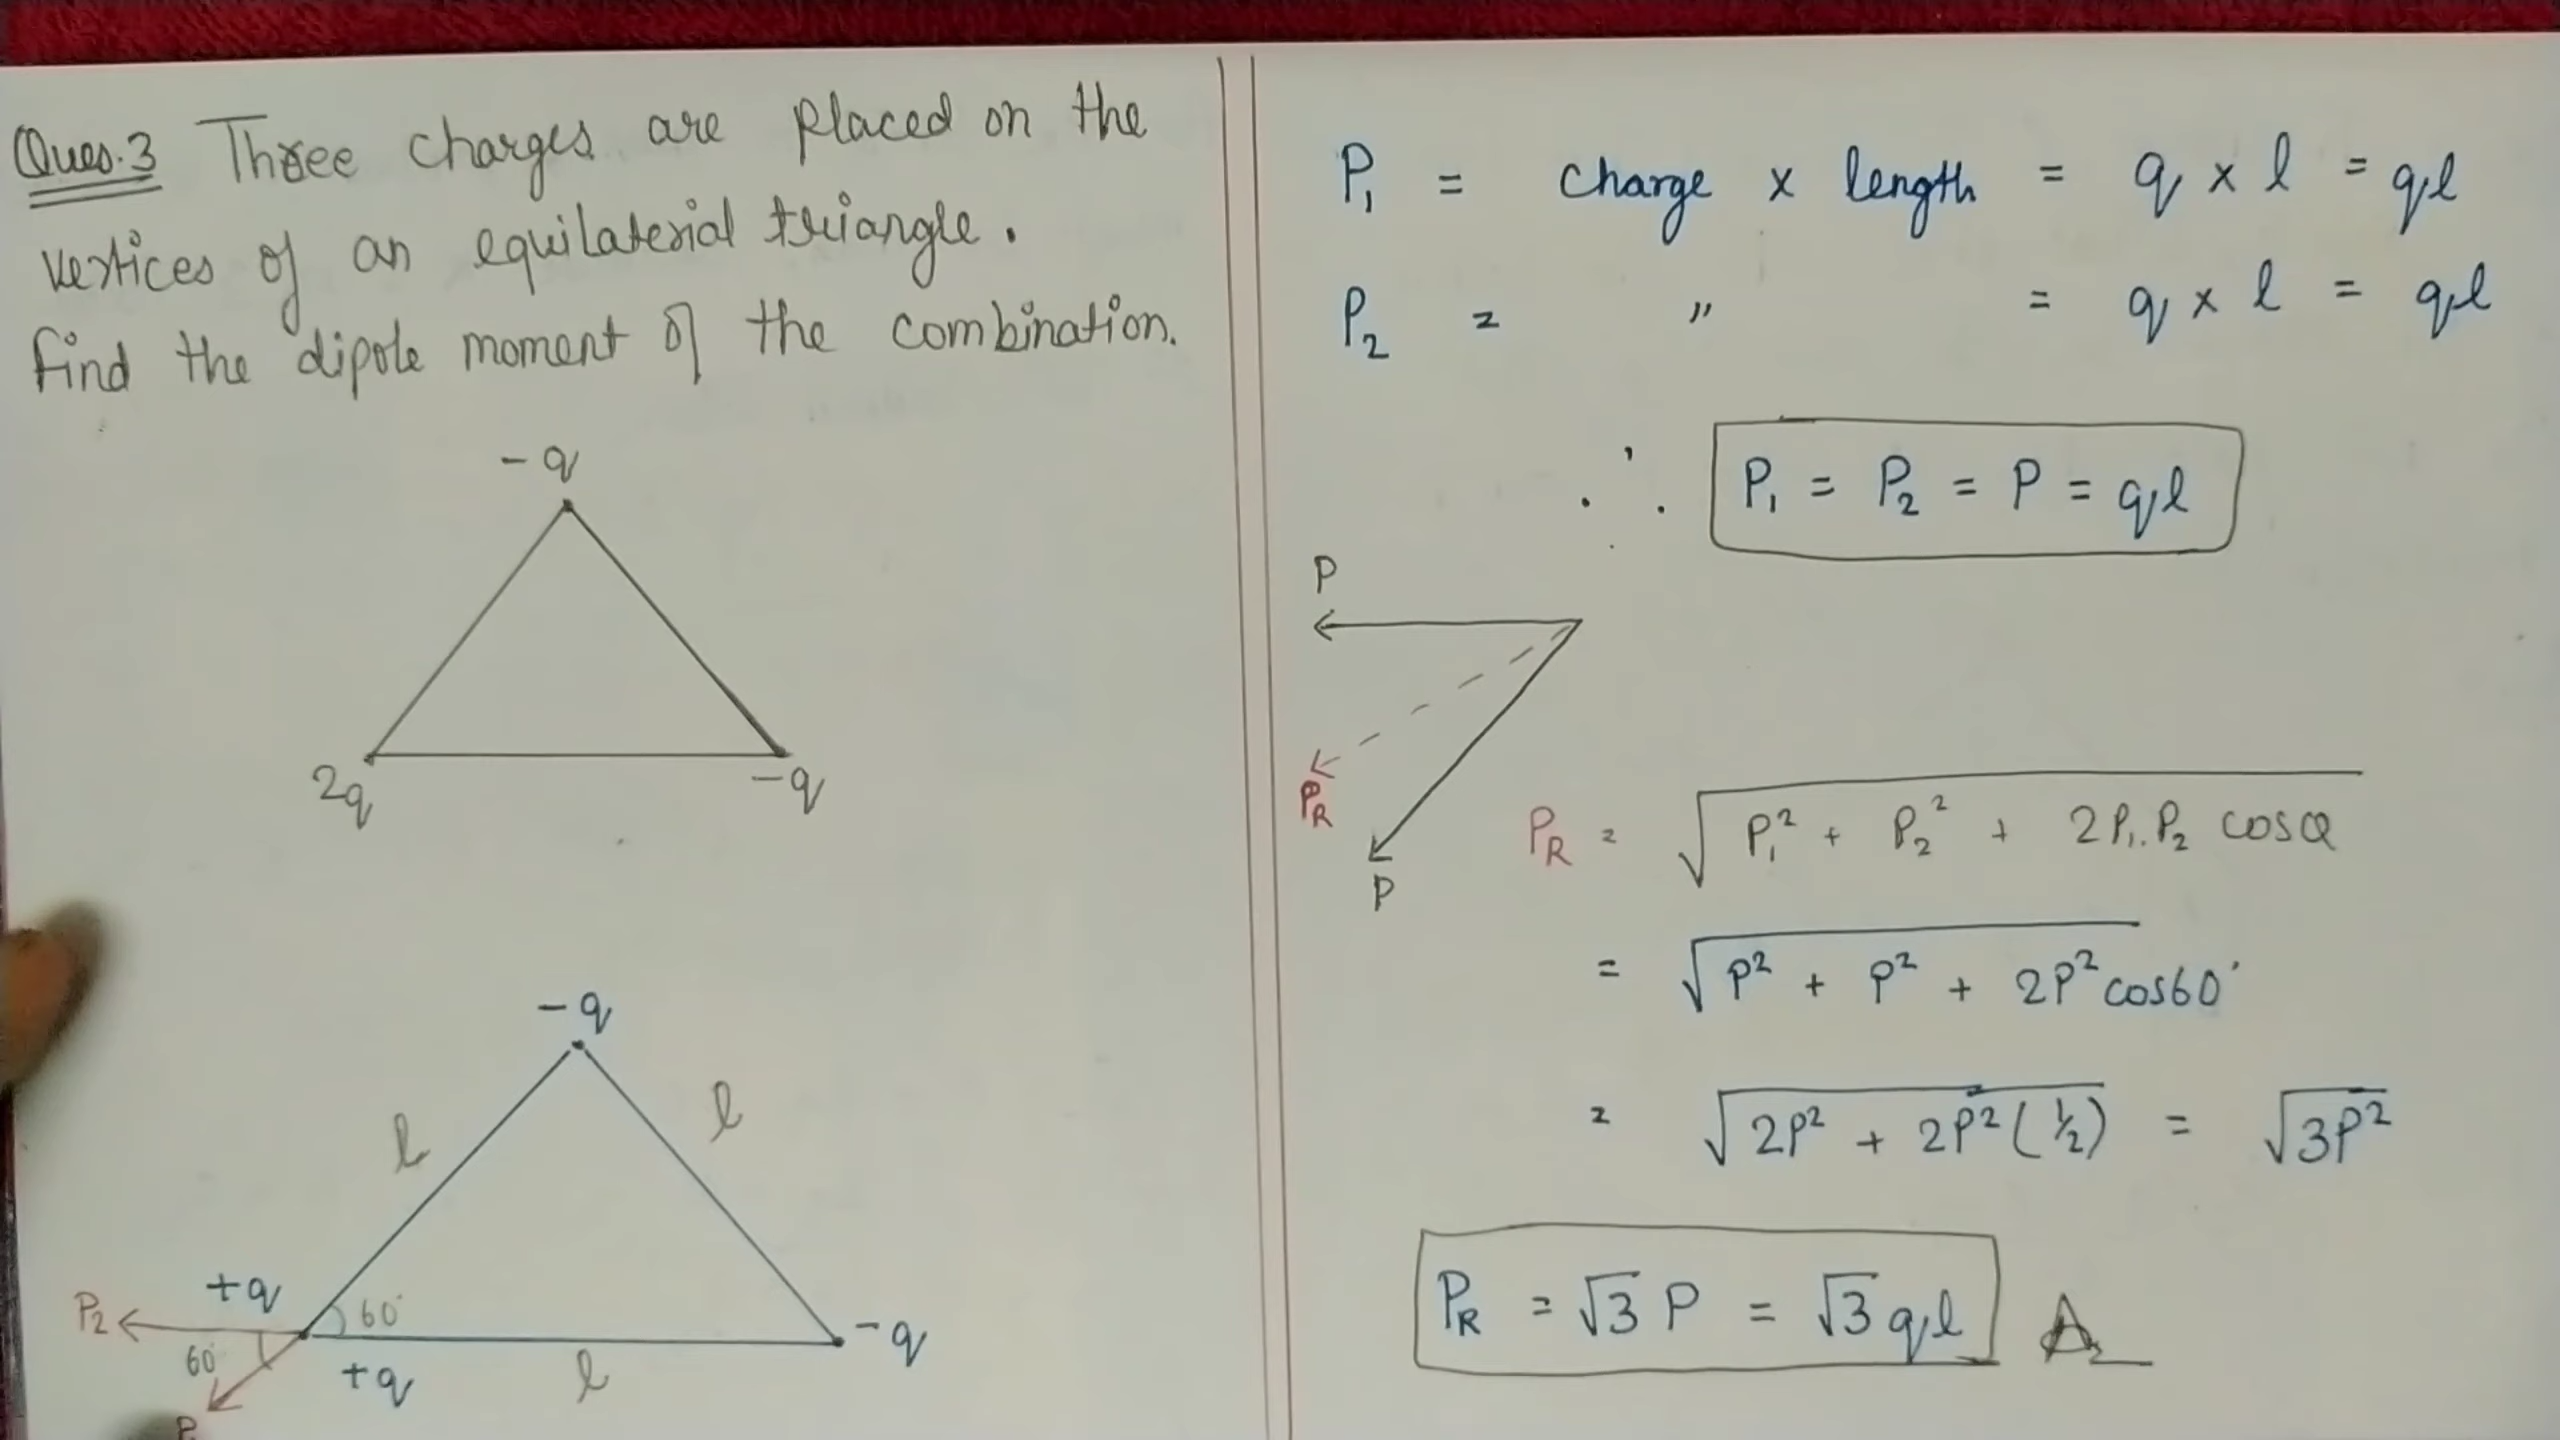 Ques.3 Three charges are placed on the
vertices of an equilaterial triangle.
find the dipole moment of the combination.
-q
2q
-q
-q
l
l
+q
60°
P2
60°
+q
l
-q
P
P1 = charge x length = q x l = ql
P2 = " = q x l = ql
∴ P1 = P2 = P = ql
P
PR
P
PR = √P1² + P2² + 2P1.P2 cosθ
= √P² + P² + 2P² cos60°
= √2P² + 2P²(½) = √3P²
PR = √3 P = √3 ql